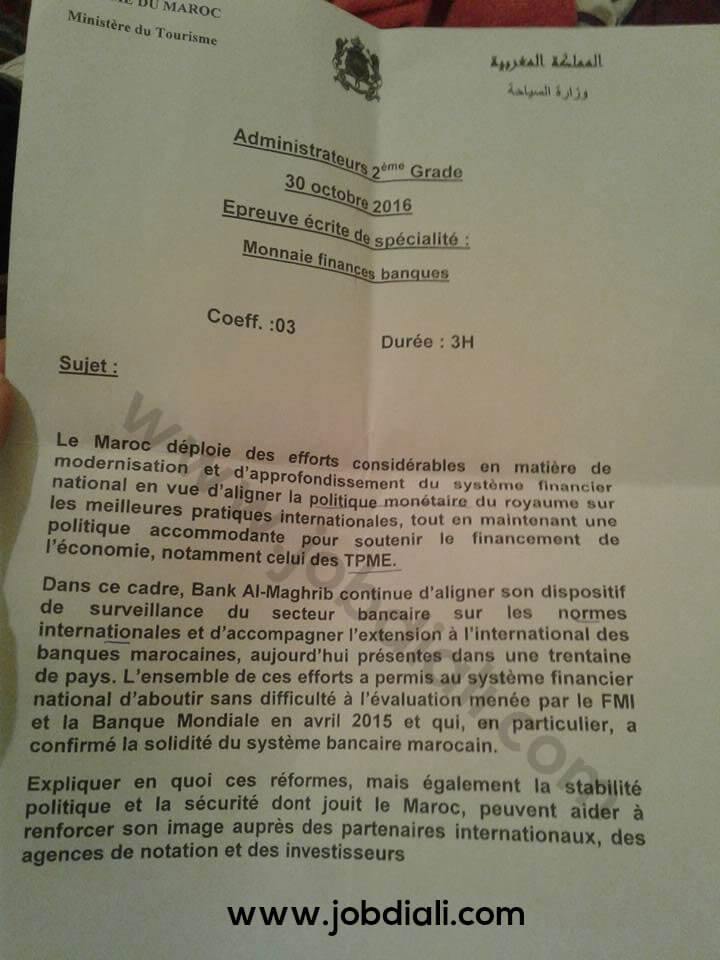 ME DU MAROC
Ministère du Tourisme
المملكة المغربية
وزارة السياحة
Administrateurs 2ème Grade
30 octobre 2016
Epreuve écrite de spécialité :
Monnaie finances banques
Coeff. :03
Durée : 3H
Sujet :
Le Maroc déploie des efforts considérables en matière de
modernisation et d'approfondissement du système financier
national en vue d'aligner la politique monétaire du royaume sur
les meilleures pratiques internationales, tout en maintenant une
politique accommodante pour soutenir le financement de
l'économie, notamment celui des TPME.
Dans ce cadre, Bank Al-Maghrib continue d'aligner son dispositif
de surveillance du secteur bancaire sur les normes
internationales et d'accompagner l'extension à l'international des
banques marocaines, aujourd'hui présentes dans une trentaine
de pays. L'ensemble de ces efforts a permis au système financier
national d'aboutir sans difficulté à l'évaluation menée par le FMI
et la Banque Mondiale en avril 2015 et qui, en particulier, a
confirmé la solidité du système bancaire marocain.
Expliquer en quoi ces réformes, mais également la stabilité
politique et la sécurité dont jouit le Maroc, peuvent aider à
renforcer son image auprès des partenaires internationaux, des
agences de notation et des investisseurs
www.jobdiali.com
www.jobdiali.com